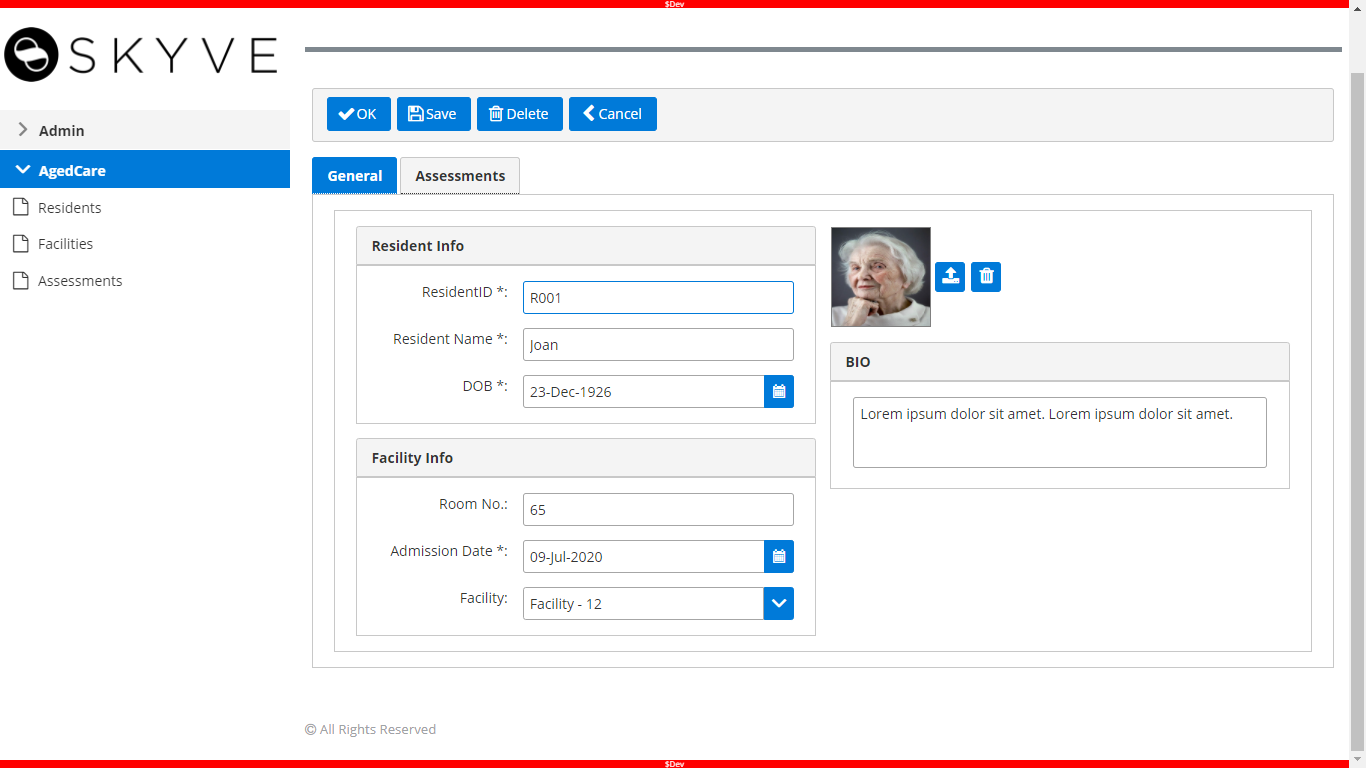 $Dev
SKYVE
OK Save Delete Cancel
Admin
AgedCare
Residents
Facilities
Assessments
General Assessments
Resident Info
ResidentID *: R001
Resident Name *: Joan
DOB *: 23-Dec-1926
Facility Info
Room No.: 65
Admission Date *: 09-Jul-2020
Facility: Facility - 12
BIO
Lorem ipsum dolor sit amet. Lorem ipsum dolor sit amet.
© All Rights Reserved
$Dev